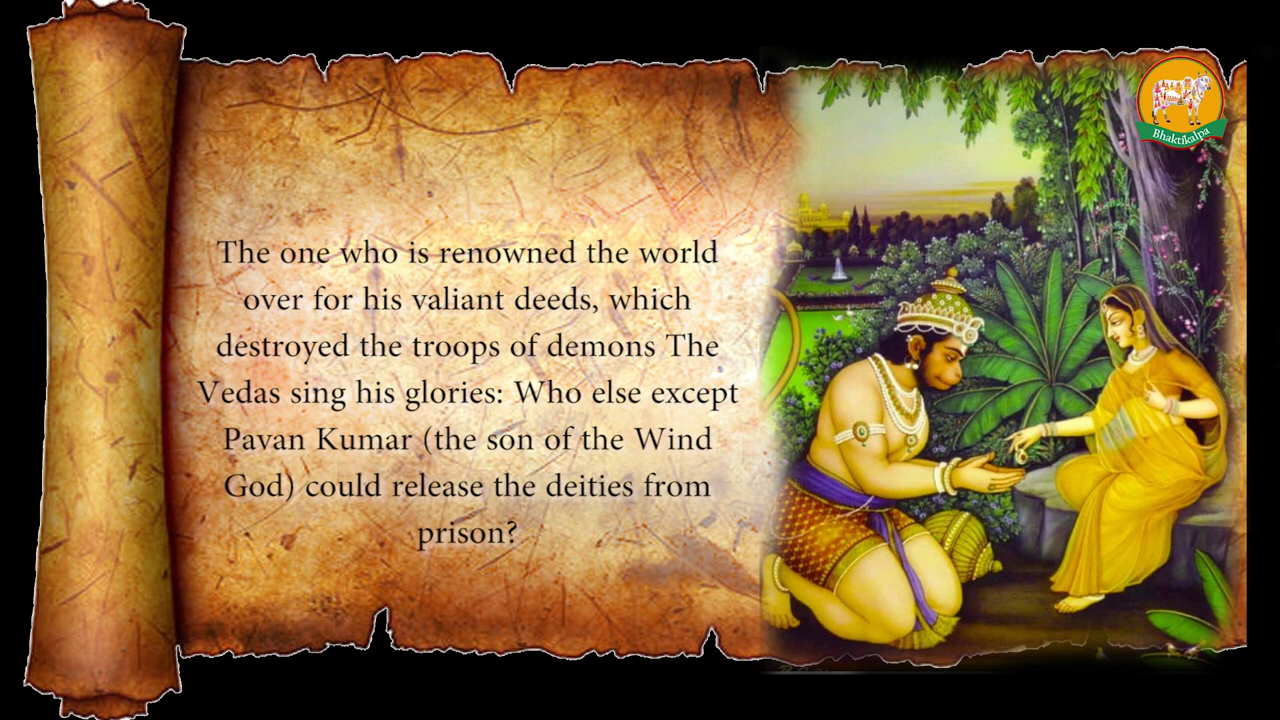 The one who is renowned the world
over for his valiant deeds, which
destroyed the troops of demons The
Vedas sing his glories: Who else except
Pavan Kumar (the son of the Wind
God) could release the deities from
prison?
Bhaktikalpa